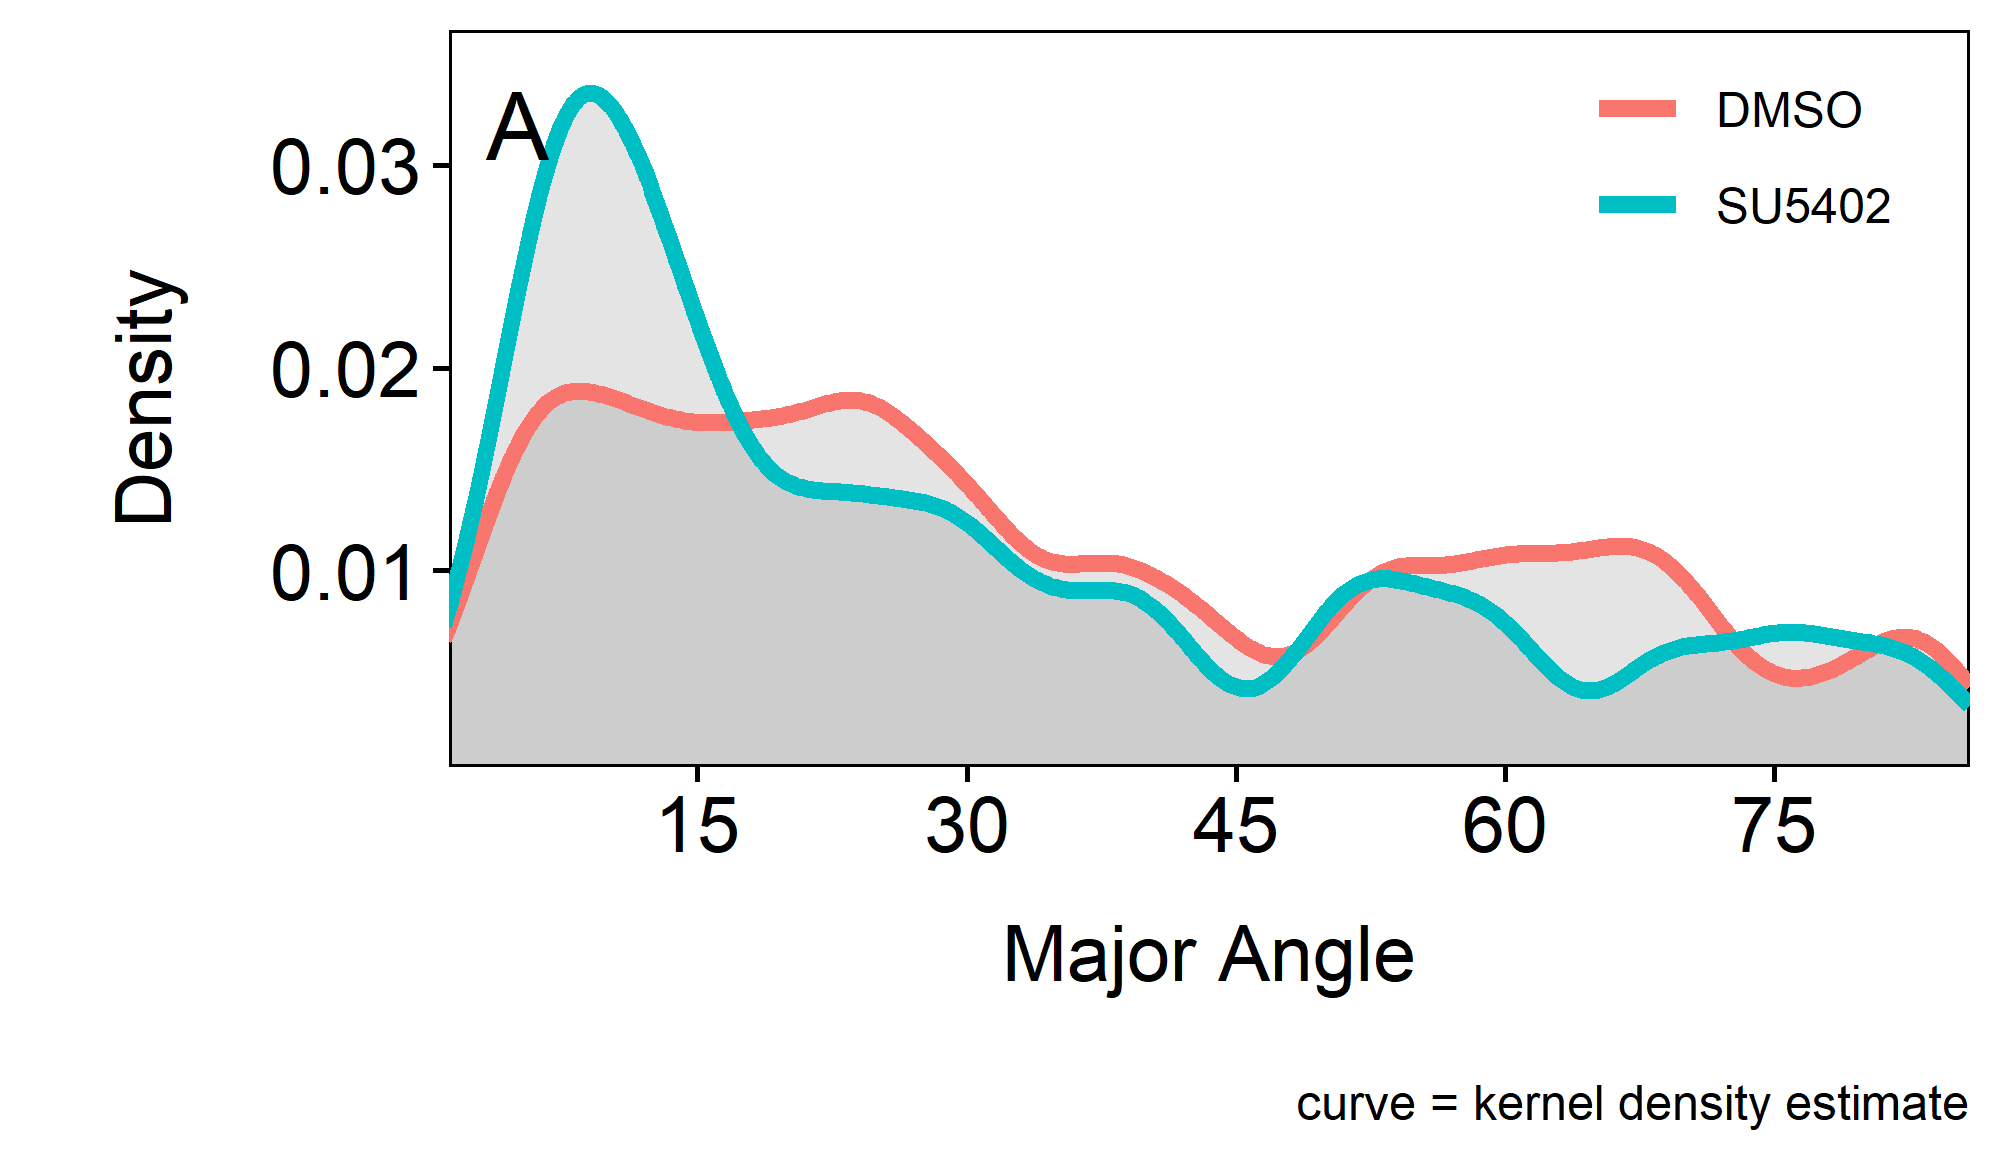 A
DMSO
SU5402
0.03
0.02
0.01
Density
15 30 45 60 75
Major Angle
curve = kernel density estimate